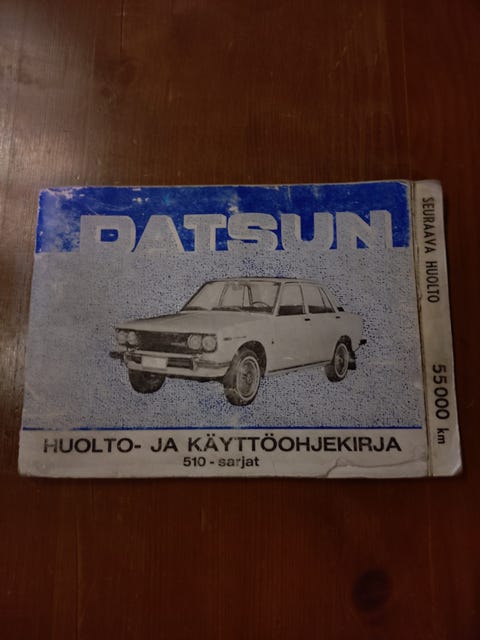 DATSUN
HUOLTO- JA KÄYTTÖOHJEKIRJA
510 - sarjat
SEURAAVA HUOLTO 55000 km